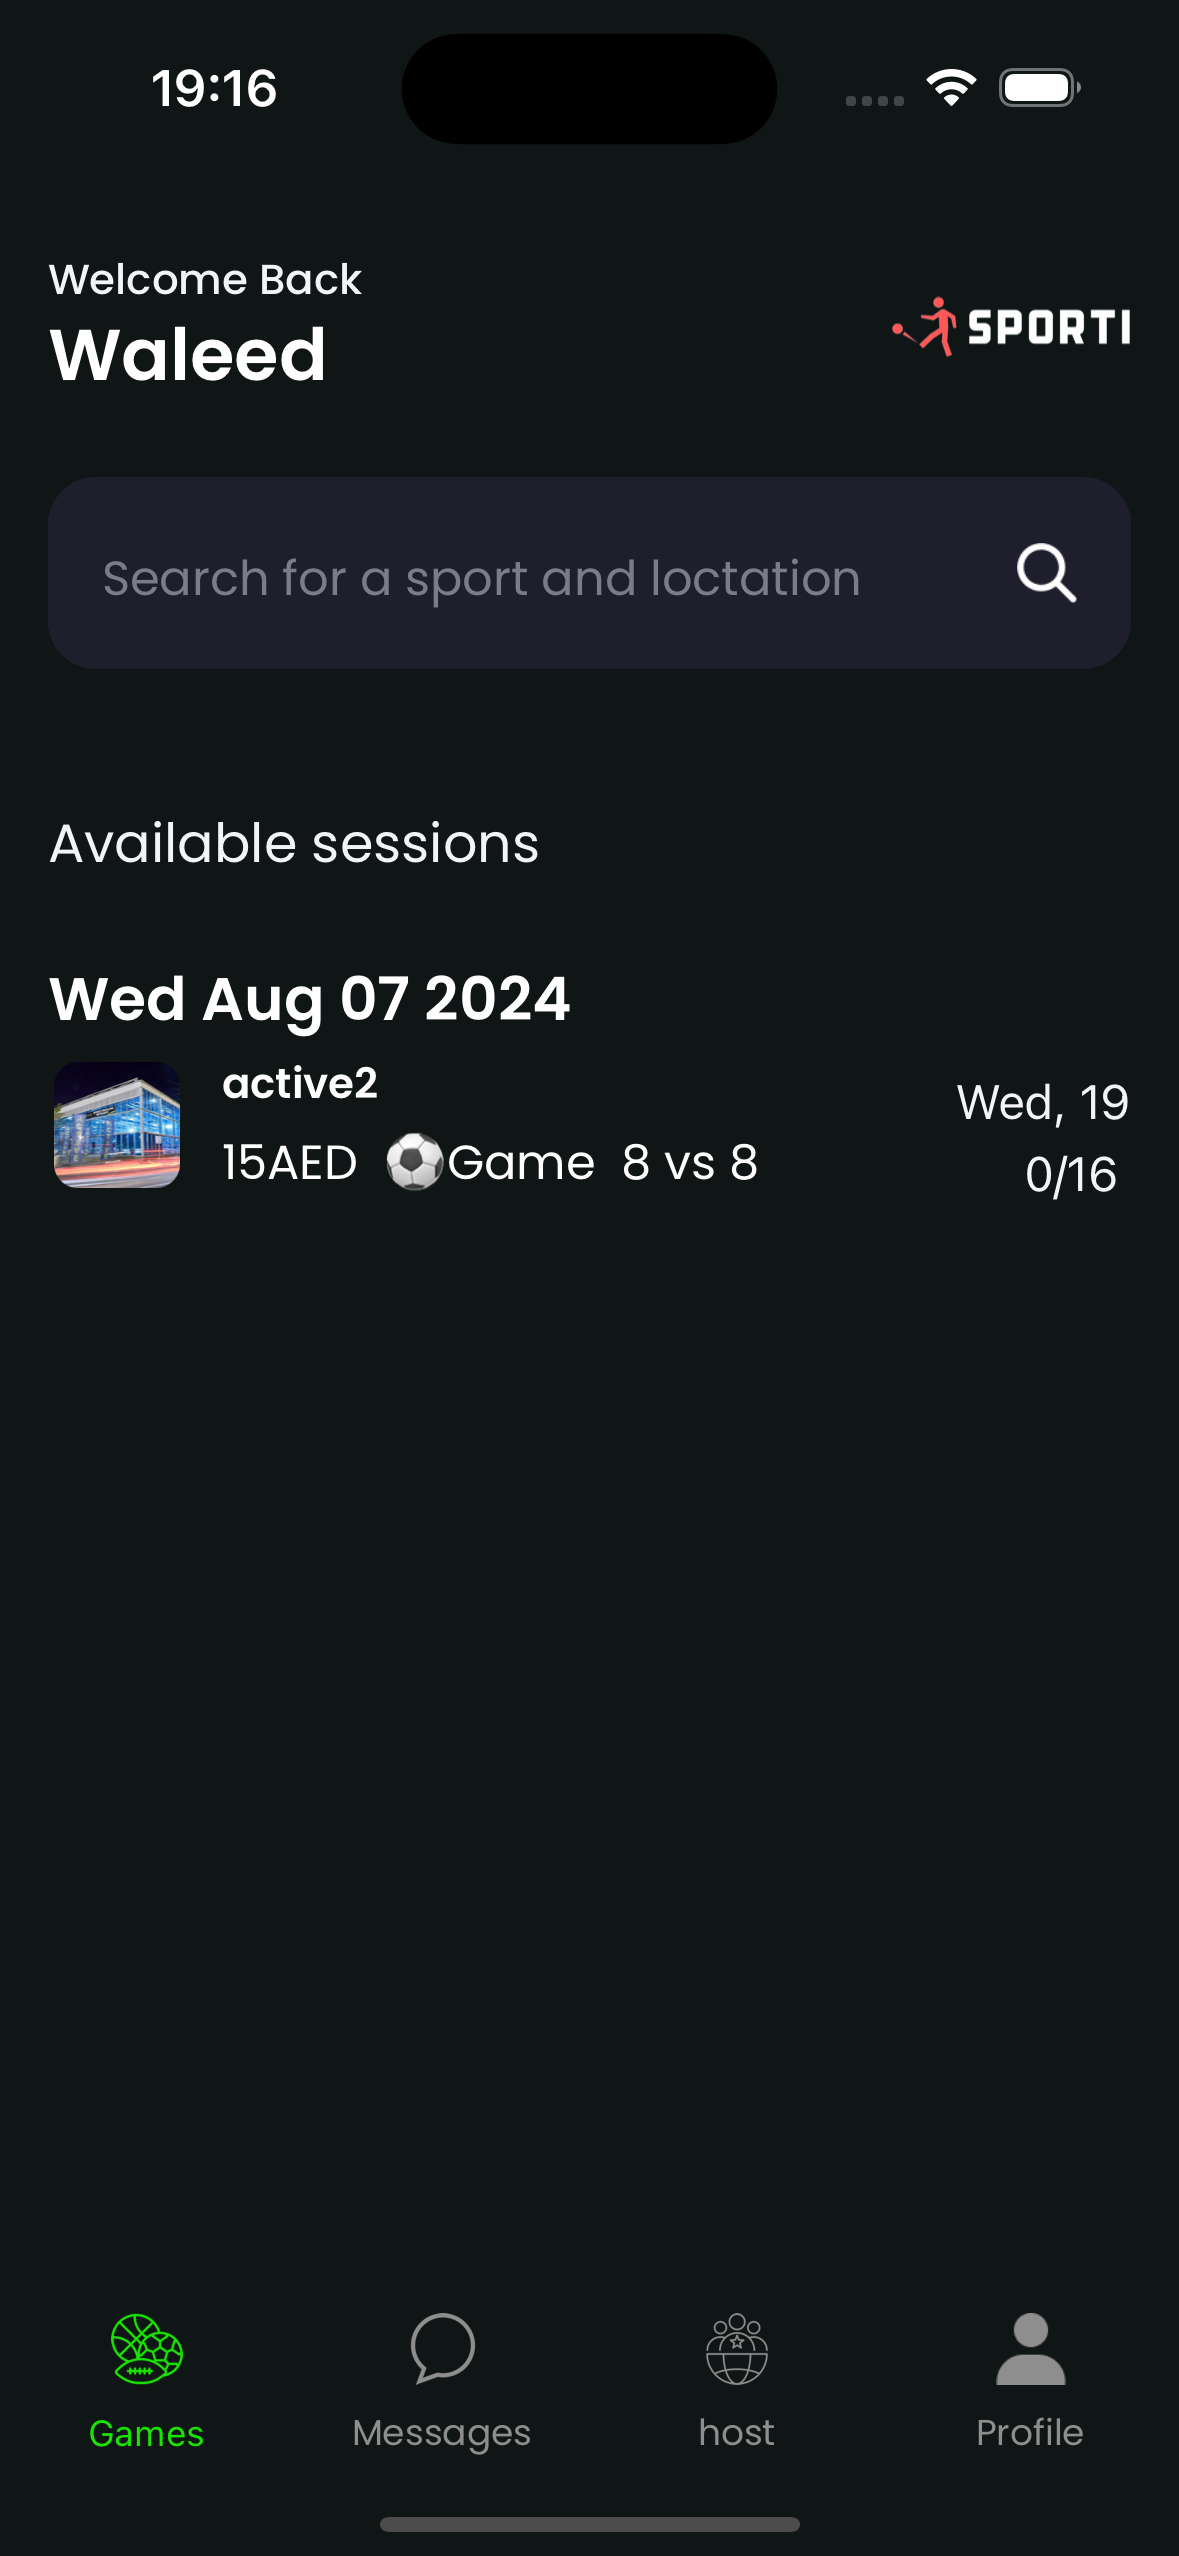 19:16
Welcome Back
Waleed
SPORTI
Search for a sport and loctation
Available sessions
Wed Aug 07 2024
active2
Wed, 19
15AED ⚽Game 8 vs 8
0/16
Games
Messages
host
Profile